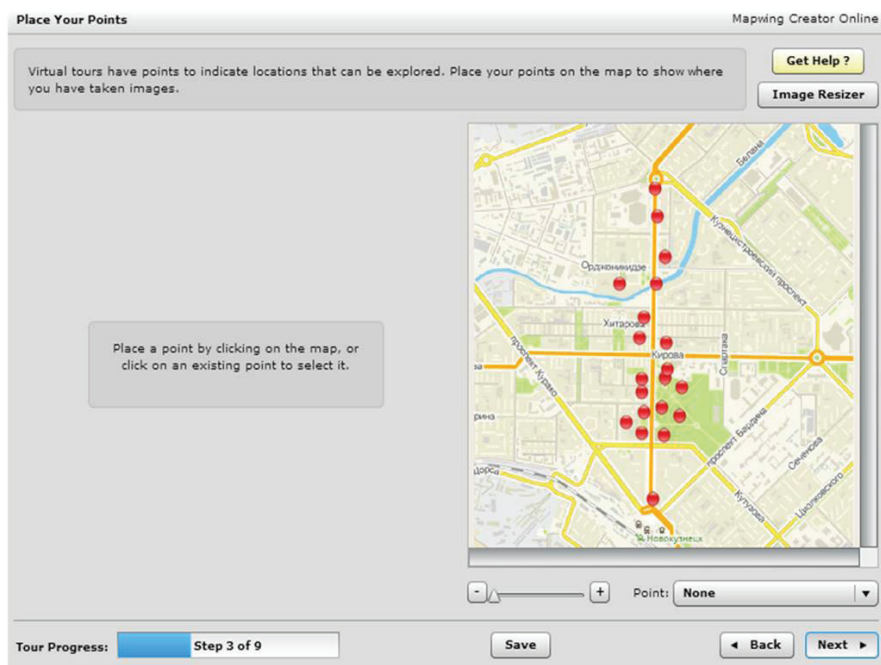 Place Your Points
Mapwing Creator Online
Virtual tours have points to indicate locations that can be explored. Place your points on the map to show where
you have taken images.
Get Help ?
Image Resizer
Белана
Кузнецкстроевский проспект
Орджоникидзе
Хитарова
Кирова
Спартака
проспект Курако
проспект Бардина
Сеченова
Циолковского
Кутузова
Новокузнецк
Place a point by clicking on the map, or
click on an existing point to select it.
-
+
Point:
None
Tour Progress:
Step 3 of 9
Save
Back
Next